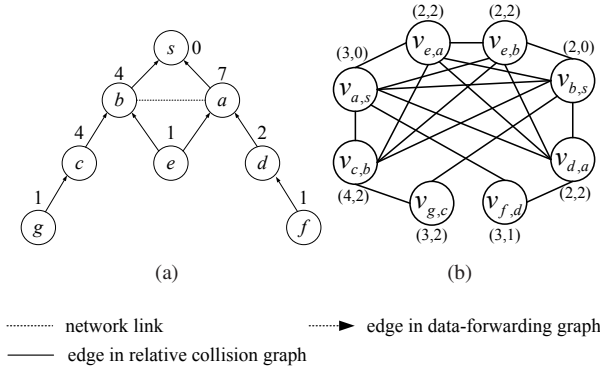 s 0
4 7
b a
4 1 2
c e d
1 1
g f
(a)
(2,2) (2,2)
v_{e,a} v_{e,b}
(3,0) (2,0)
v_{a,s} v_{b,s}
v_{c,b} v_{d,a}
(4,2) v_{g,c} v_{f,d} (2,2)
(3,2) (3,1)
(b)
network link
edge in data-forwarding graph
edge in relative collision graph